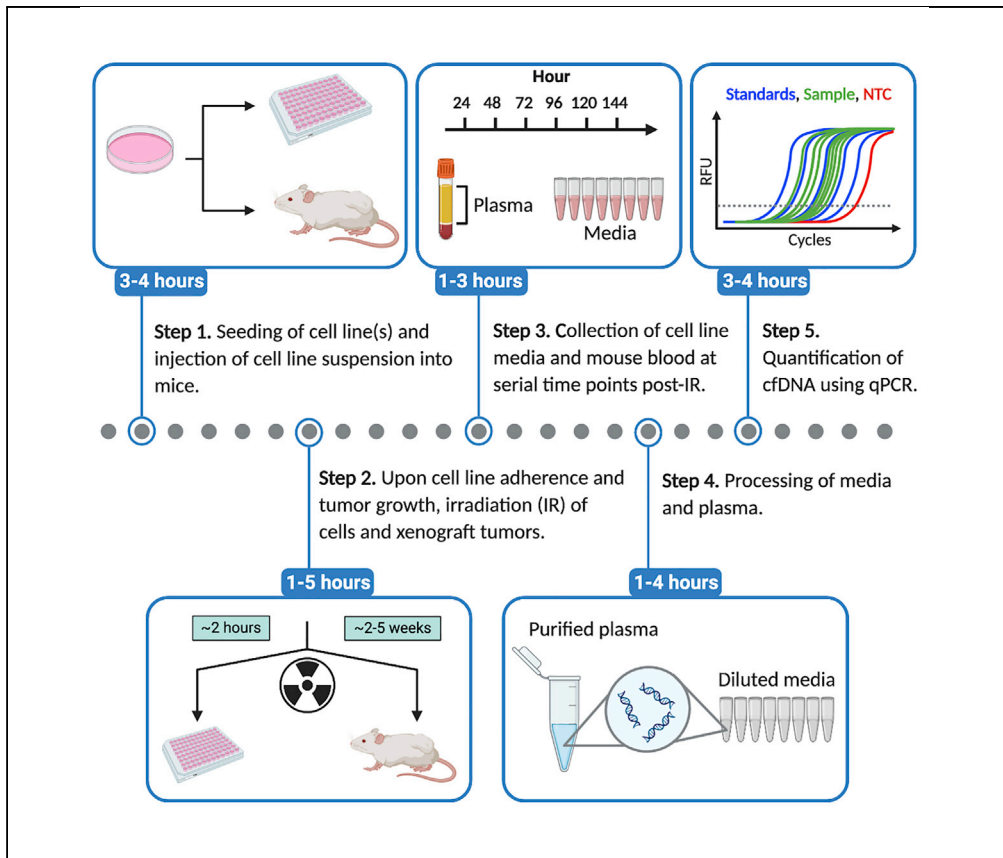 Hour
24 48 72 96 120 144
Plasma
Media
Standards, Sample, NTC
RFU
Cycles
3-4 hours
1-3 hours
3-4 hours
Step 1. Seeding of cell line(s) and
injection of cell line suspension into
mice.
Step 3. Collection of cell line
media and mouse blood at
serial time points post-IR.
Step 5.
Quantification of
cfDNA using qPCR.
Step 2. Upon cell line adherence and
tumor growth, irradiation (IR) of
cells and xenograft tumors.
Step 4. Processing of media
and plasma.
1-5 hours
1-4 hours
~2 hours
~2-5 weeks
Purified plasma
Diluted media